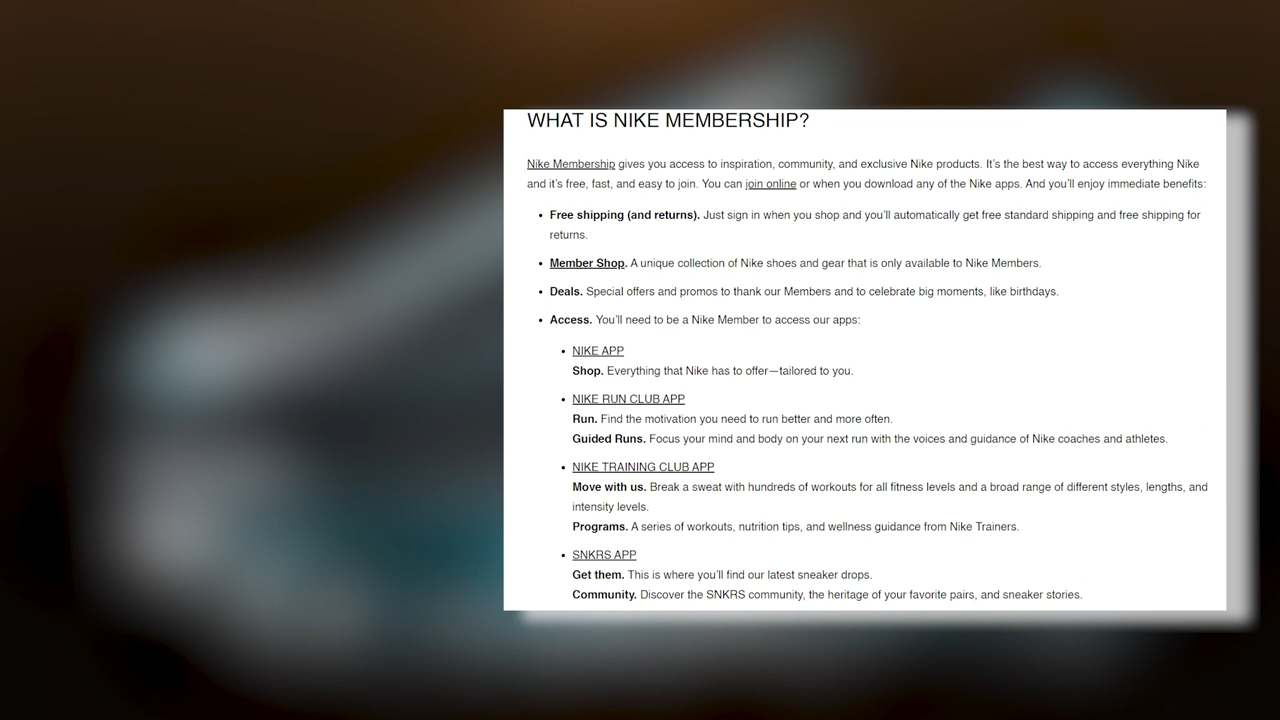 WHAT IS NIKE MEMBERSHIP?
Nike Membership gives you access to inspiration, community, and exclusive Nike products. It's the best way to access everything Nike
and it's free, fast, and easy to join. You can join online or when you download any of the Nike apps. And you'll enjoy immediate benefits:
• Free shipping (and returns). Just sign in when you shop and you'll automatically get free standard shipping and free shipping for
returns.
• Member Shop. A unique collection of Nike shoes and gear that is only available to Nike Members.
• Deals. Special offers and promos to thank our Members and to celebrate big moments, like birthdays.
• Access. You'll need to be a Nike Member to access our apps:
• NIKE APP
Shop. Everything that Nike has to offer—tailored to you.
• NIKE RUN CLUB APP
Run. Find the motivation you need to run better and more often.
Guided Runs. Focus your mind and body on your next run with the voices and guidance of Nike coaches and athletes.
• NIKE TRAINING CLUB APP
Move with us. Break a sweat with hundreds of workouts for all fitness levels and a broad range of different styles, lengths, and
intensity levels.
Programs. A series of workouts, nutrition tips, and wellness guidance from Nike Trainers.
• SNKRS APP
Get them. This is where you'll find our latest sneaker drops.
Community. Discover the SNKRS community, the heritage of your favorite pairs, and sneaker stories.